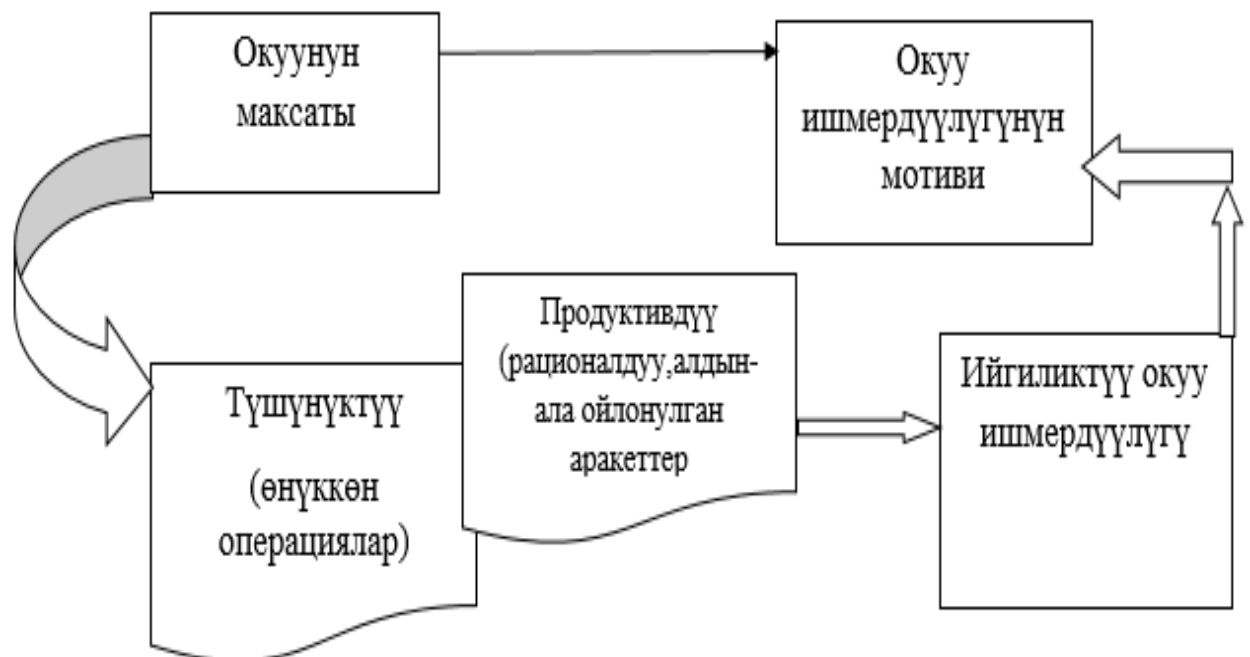 Окуунун
максаты
Окуу
ишмердүүлүгүнүн
мотиви
Түшүнүктүү
(өнүккөн
операциялар)
Продуктивдүү
(рационалдуу,алдын-
ала ойлонулган
аракеттер
Ийгиликтүү окуу
ишмердүүлүгү